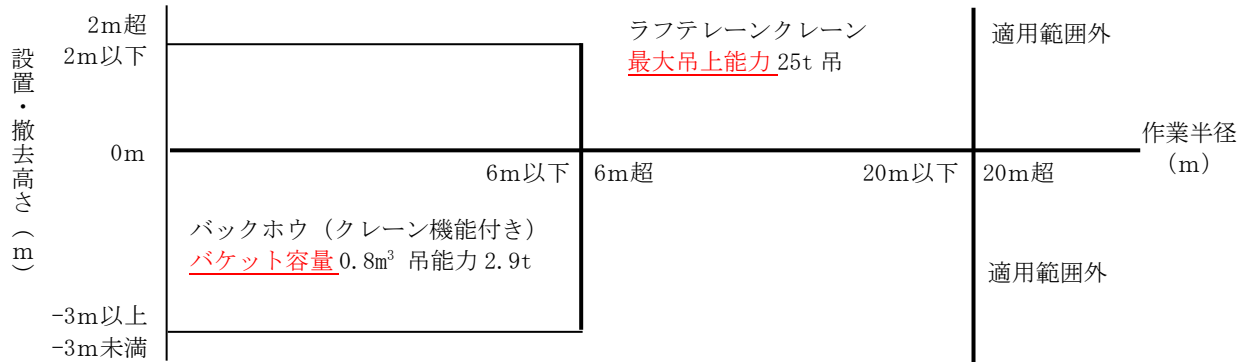 2m超
2m以下
設置・撤去高さ(m)
0m
-3m以上
-3m未満
ラフテレーンクレーン
最大吊上能力 25t 吊
適用範囲外
作業半径
(m)
6m以下
6m超
20m以下
20m超
バックホウ(クレーン機能付き)
バケット容量 0.8m³ 吊能力 2.9t
適用範囲外